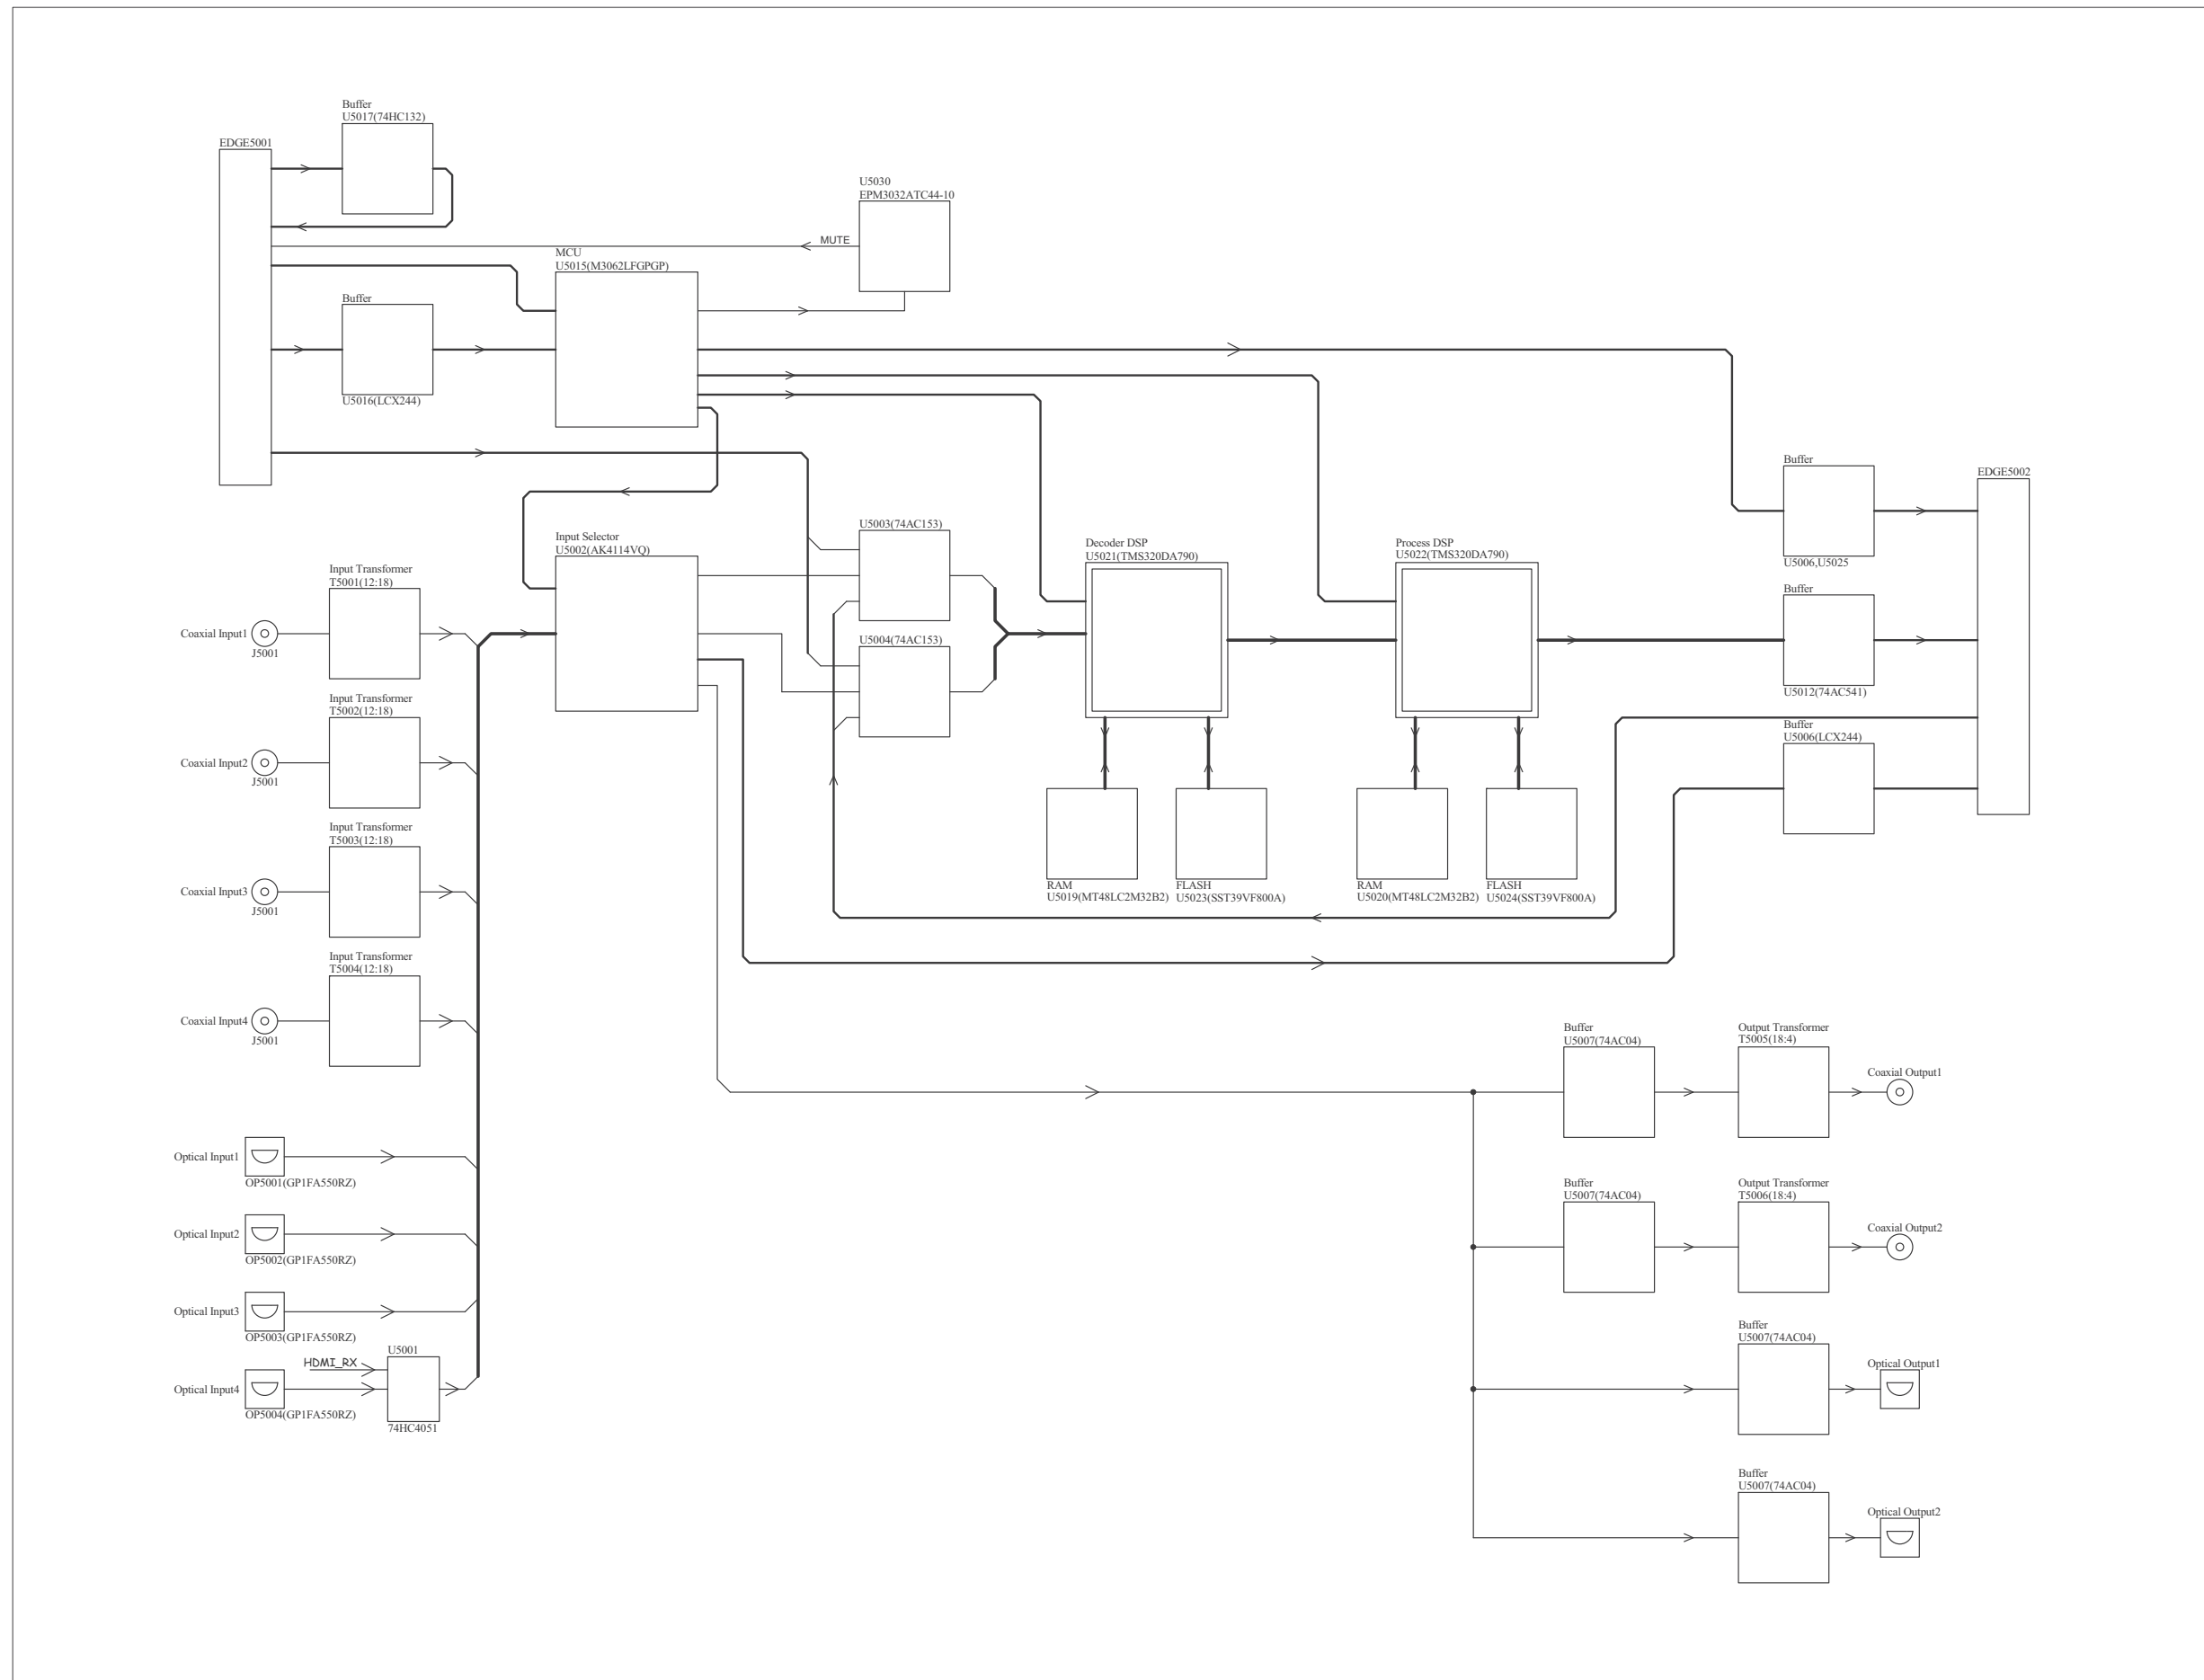 Buffer
U5017(74HC132)
EDGE5001
U5030
EPM3032ATC44-10
MUTE
MCU
U5015(M3062LFGPGP)
Buffer
U5016(LCX244)
Buffer
U5006,U5025
EDGE5002
Input Selector
U5002(AK4114VQ)
U5003(74AC153)
U5004(74AC153)
Decoder DSP
U5021(TMS320DA790)
Process DSP
U5022(TMS320DA790)
Buffer
U5012(74AC541)
Buffer
U5006(LCX244)
Input Transformer
T5001(12:18)
Coaxial Input1
J5001
Input Transformer
T5002(12:18)
Coaxial Input2
J5001
Input Transformer
T5003(12:18)
Coaxial Input3
J5001
Input Transformer
T5004(12:18)
Coaxial Input4
J5001
RAM
U5019(MT48LC2M32B2)
FLASH
U5023(SST39VF800A)
RAM
U5020(MT48LC2M32B2)
FLASH
U5024(SST39VF800A)
Buffer
U5007(74AC04)
Output Transformer
T5005(18:4)
Coaxial Output1
Optical Input1
OP5001(GP1FA550RZ)
Optical Input2
OP5002(GP1FA550RZ)
Optical Input3
OP5003(GP1FA550RZ)
HDMI_RX
U5001
Optical Input4
OP5004(GP1FA550RZ)
74HC4051
Buffer
U5007(74AC04)
Output Transformer
T5006(18:4)
Coaxial Output2
Buffer
U5007(74AC04)
Optical Output1
Buffer
U5007(74AC04)
Optical Output2